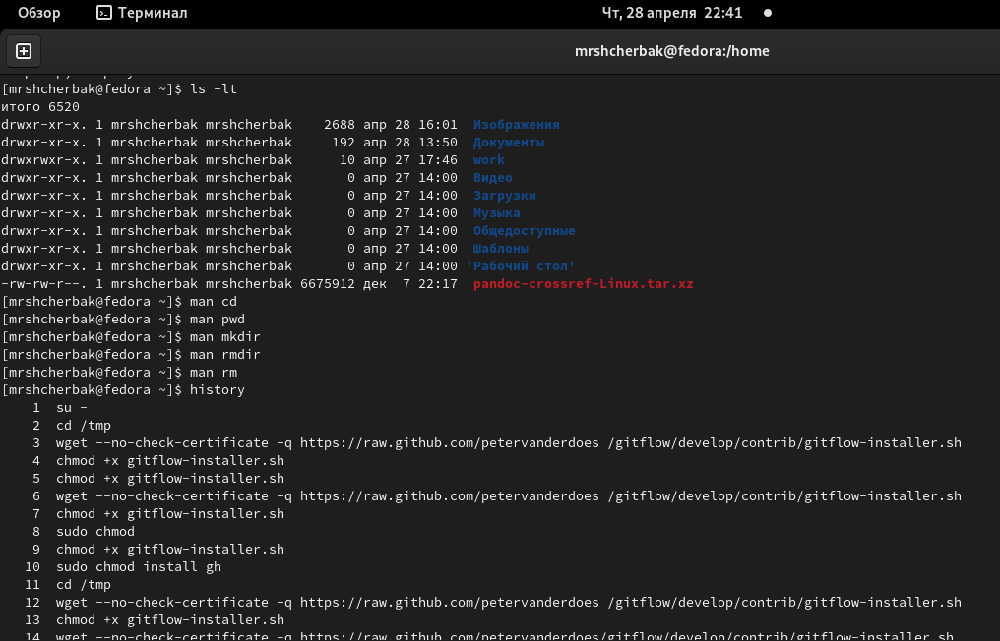 Обзор Терминал Чт, 28 апреля 22:41
mrshcherbak@fedora:/home
[mrshcherbak@fedora ~]$ ls -lt
итого 6520
drwxr-xr-x. 1 mrshcherbak mrshcherbak 2688 апр 28 16:01 Изображения
drwxr-xr-x. 1 mrshcherbak mrshcherbak 192 апр 28 13:50 Документы
drwxrwxr-x. 1 mrshcherbak mrshcherbak 10 апр 27 17:46 work
drwxr-xr-x. 1 mrshcherbak mrshcherbak 0 апр 27 14:00 Видео
drwxr-xr-x. 1 mrshcherbak mrshcherbak 0 апр 27 14:00 Загрузки
drwxr-xr-x. 1 mrshcherbak mrshcherbak 0 апр 27 14:00 Музыка
drwxr-xr-x. 1 mrshcherbak mrshcherbak 0 апр 27 14:00 Общедоступные
drwxr-xr-x. 1 mrshcherbak mrshcherbak 0 апр 27 14:00 Шаблоны
drwxr-xr-x. 1 mrshcherbak mrshcherbak 0 апр 27 14:00 'Рабочий стол'
-rw-rw-r--. 1 mrshcherbak mrshcherbak 6675912 дек 7 22:17 pandoc-crossref-Linux.tar.xz
[mrshcherbak@fedora ~]$ man cd
[mrshcherbak@fedora ~]$ man pwd
[mrshcherbak@fedora ~]$ man mkdir
[mrshcherbak@fedora ~]$ man rmdir
[mrshcherbak@fedora ~]$ man rm
[mrshcherbak@fedora ~]$ history
1 su -
2 cd /tmp
3 wget --no-check-certificate -q https://raw.github.com/petervanderdoes /gitflow/develop/contrib/gitflow-installer.sh
4 chmod +x gitflow-installer.sh
5 chmod +x gitflow-installer.sh
6 wget --no-check-certificate -q https://raw.github.com/petervanderdoes /gitflow/develop/contrib/gitflow-installer.sh
7 chmod +x gitflow-installer.sh
8 sudo chmod
9 chmod +x gitflow-installer.sh
10 sudo chmod install gh
11 cd /tmp
12 wget --no-check-certificate -q https://raw.github.com/petervanderdoes /gitflow/develop/contrib/gitflow-installer.sh
13 chmod +x gitflow-installer.sh
14 wget --no-check-certificate -q https://raw.github.com/petervanderdoes/gitflow/develop/contrib/gitflow-installer.sh